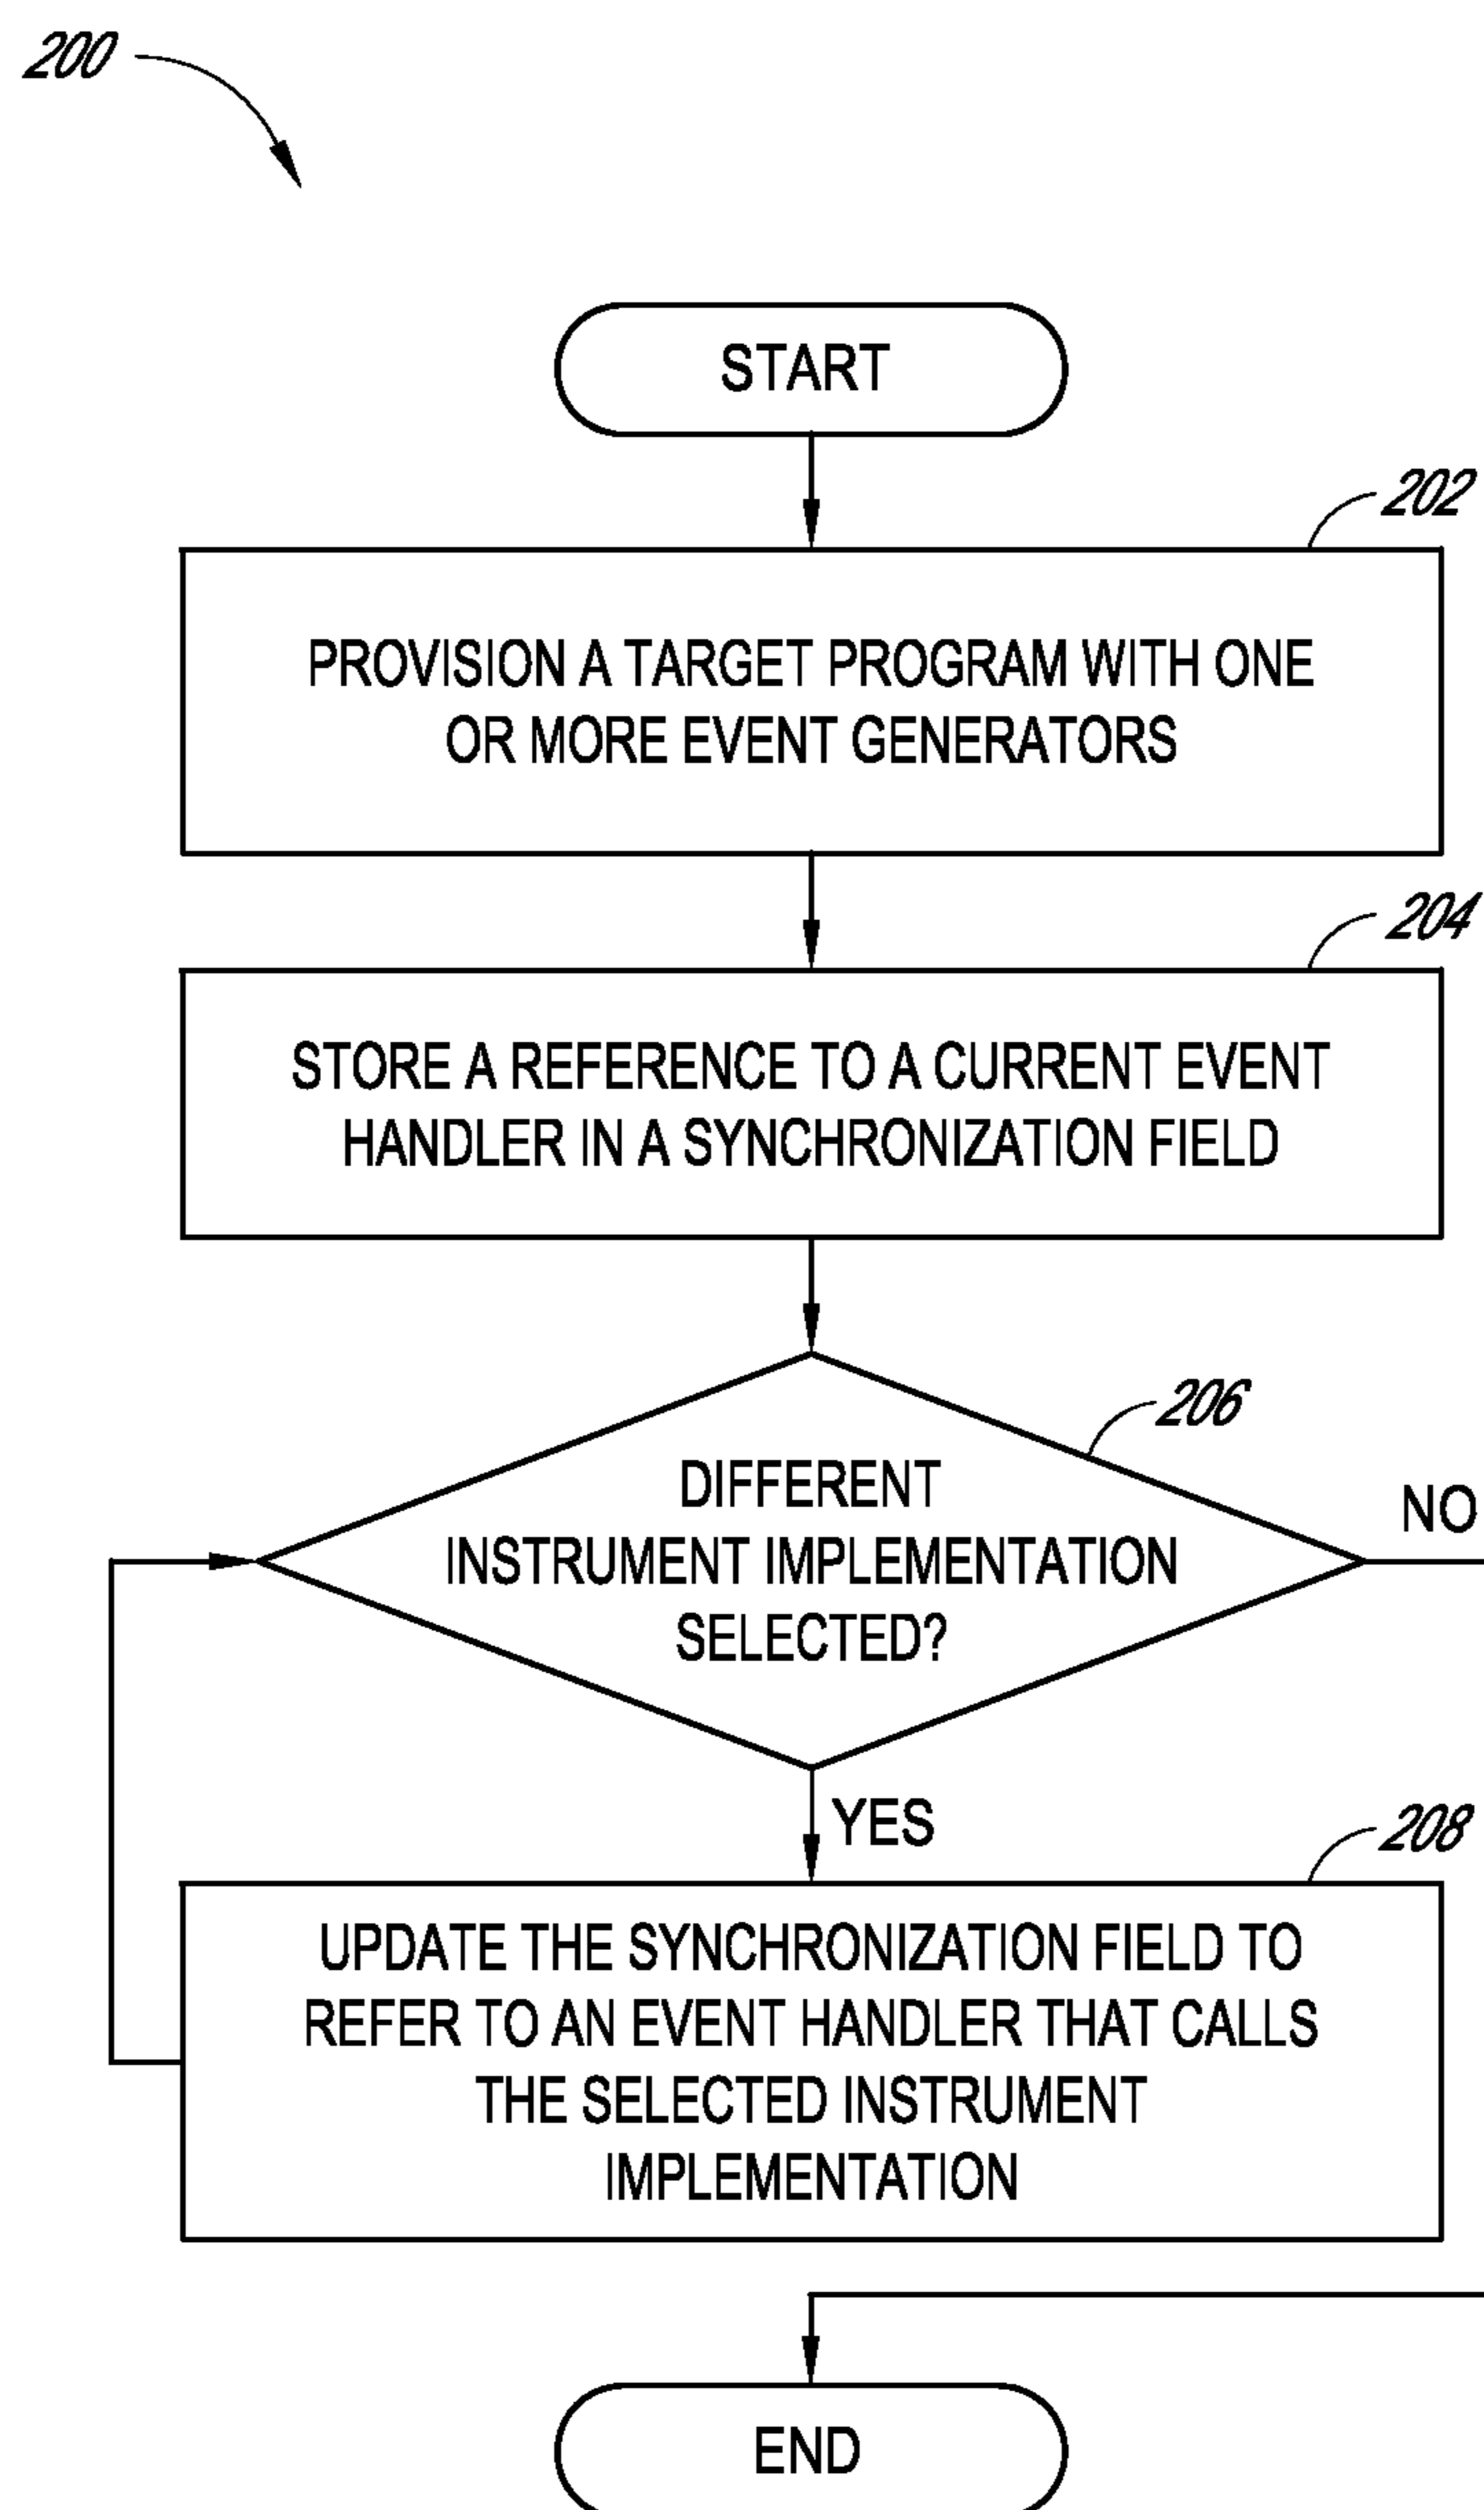 200
START
202
PROVISION A TARGET PROGRAM WITH ONE
OR MORE EVENT GENERATORS
204
STORE A REFERENCE TO A CURRENT EVENT
HANDLER IN A SYNCHRONIZATION FIELD
206
DIFFERENT
INSTRUMENT IMPLEMENTATION
SELECTED?
NO
YES
208
UPDATE THE SYNCHRONIZATION FIELD TO
REFER TO AN EVENT HANDLER THAT CALLS
THE SELECTED INSTRUMENT
IMPLEMENTATION
END